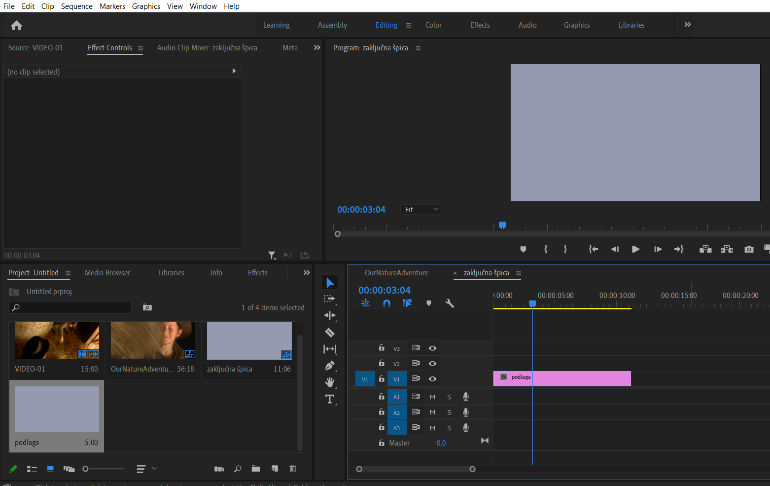 File Edit Clip Sequence Markers Graphics View Window Help
Learning Assembly Editing Color Effects Audio Graphics Libraries
Source: VIDEO-01 Effect Controls Audio Clip Mixer: zaključna špica Meta
Program: zaključna špica
(no clip selected)
00:00:03:04 Fit
00:00:03:04
Project: Untitled Media Browser Libraries Info Effects
Untitled.prproj
1 of 4 items selected
VIDEO-01 15:00
OurNatureAdventu... 36:18
zaključna špica 11:06
podlaga 5:00
OurNatureAdventure × zaključna špica
00:00:03:04
:00:00 00:00:05:00 00:00:10:00 00:00:15:00 00:00:20:00
V3
V2
V1 V1 podlaga
A1 M S
A2 M S
A3 M S
Master 0,0